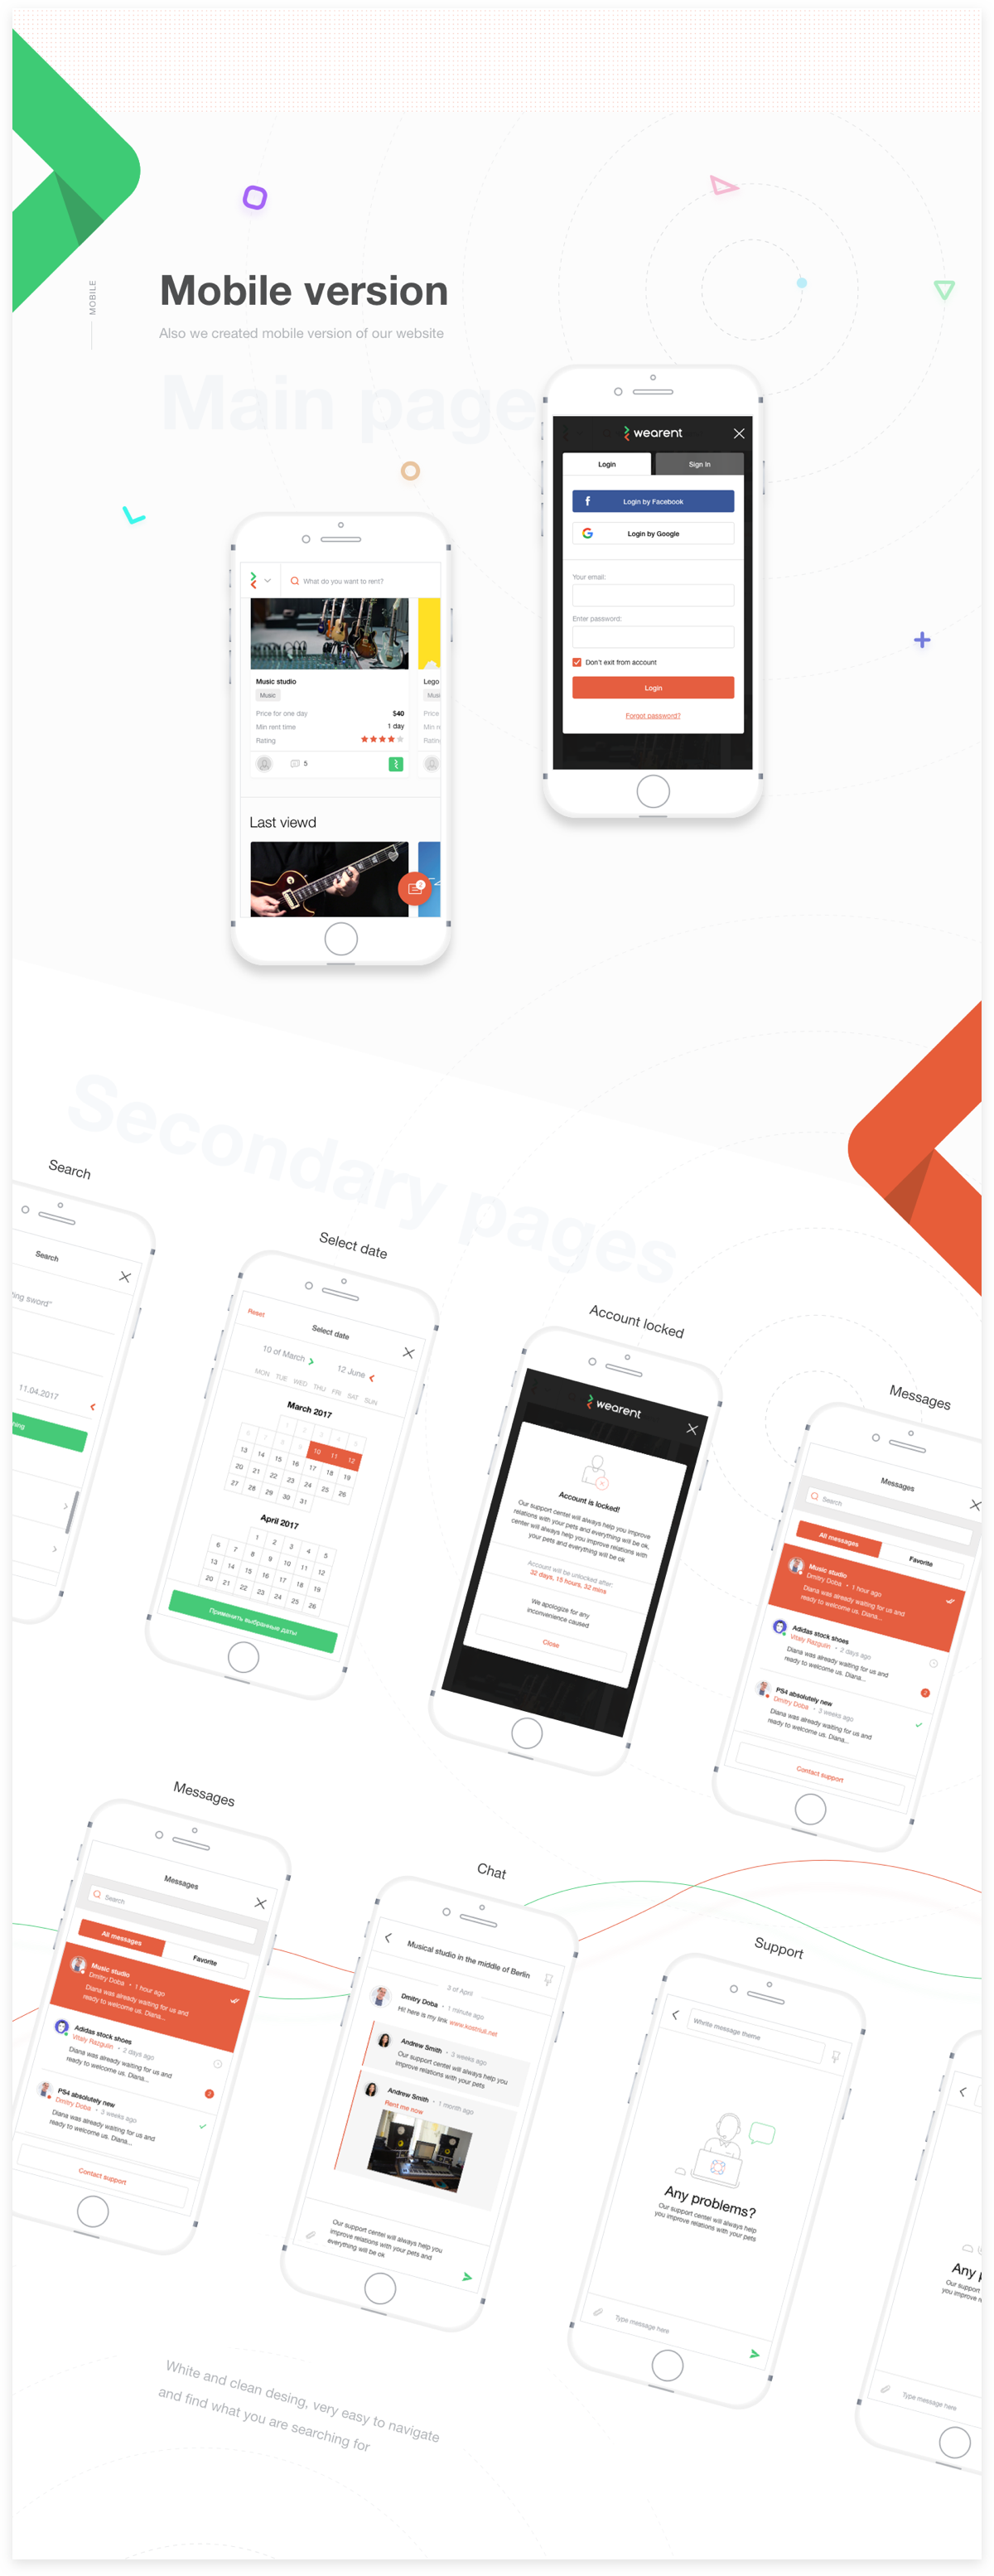 MOBILE
Mobile version
Also we created mobile version of our website
Main page
wearent
Login
Sign In
Login by Facebook
Login by Google
Your email:
Enter password:
Don't exit from account
Login
Forgot password?
What do you want to rent?
Music studio
Lego
Music
Price for one day
$40
Price
Min rent time
1 day
Rating
5
Last viewd
Secondary pages
Search
Search
sword"
11.04.2017
Select date
Reset
Select date
10 of March
12 June
MON TUE WED THU FRI SAT SUN
March 2017
10 11 12
13 14 15 16 17 18 19
20 21 22 23 24 25 26
27 28 29 30 31
April 2017
1 2 3 4 5
6 7 8 9 10 11 12
13 14 15 16 17 18 19
20 21 22 23 24 25 26
Применить выбранные даты
Account locked
wearent
Account is locked!
Our support centel will always help you improve
relations with your pets and everything will be ok,
center will always help you improve relations with
your pets and everything will be ok
Account will be unlocked after:
32 days, 15 hours, 32 mins
We apologize for any
inconvenience caused
Close
Messages
Messages
Search
All messages
Favorite
Music studio
Dmitry Doba • 1 hour ago
Diana was already waiting for us and
ready to welcome us. Diana...
Adidas stock shoes
Vitaly Razgulin • 2 days ago
Diana was already waiting for us and
ready to welcome us. Diana...
2
PS4 absolutely new
Dmitry Doba • 3 weeks ago
Diana was already waiting for us and
ready to welcome us. Diana...
Contact support
Messages
Messages
Search
All messages
Favorite
Music studio
Dmitry Doba • 1 hour ago
Diana was already waiting for us and
ready to welcome us. Diana...
Adidas stock shoes
Vitaly Razgulin • 2 days ago
Diana was already waiting for us and
ready to welcome us. Diana...
2
PS4 absolutely new
Dmitry Doba • 3 weeks ago
Diana was already waiting for us and
ready to welcome us. Diana...
Contact support
Chat
Musical studio in the middle of Berlin
3 of April
Dmitry Doba • 1 minute ago
Hi! here is my link www.kostnuli.net
Andrew Smith • 3 weeks ago
Our support centel will always help you
improve relations with your pets
Andrew Smith • 1 month ago
Rent me now
Our support centel will always help you
improve relations with your pets and
everything will be ok
Support
Whrite message theme
Any problems?
Our support centel will always help
you improve relations with your pets
Type message here
Any
Our support
you improve
Type message here
White and clean desing, very easy to navigate
and find what you are searching for